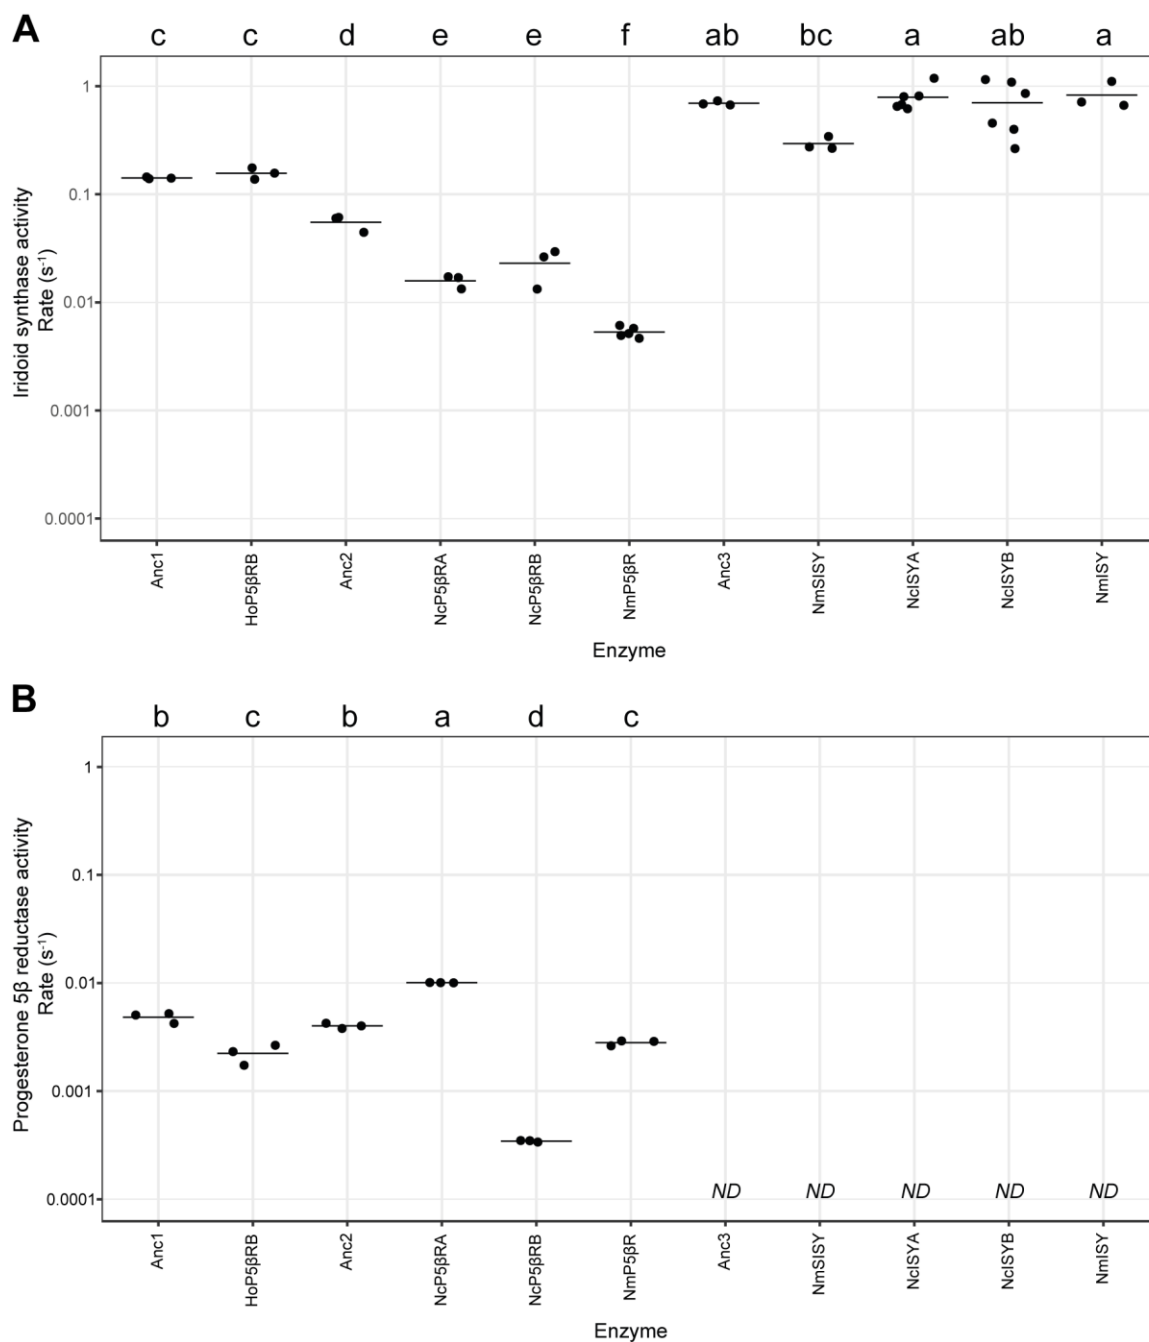 A
c c d e e f ab bc a ab a
Iridoid synthase activity
Rate (s⁻¹)
1
0.1
0.01
0.001
0.0001
Anc1
HoP5βRB
Anc2
NcP5βRA
NcP5βRB
NmP5βR
Anc3
NmSISY
NcISYA
NcISYB
NmISY
Enzyme
B
b c b a d c
Progesterone 5β reductase activity
Rate (s⁻¹)
1
0.1
0.01
0.001
0.0001
ND ND ND ND ND
Anc1
HoP5βRB
Anc2
NcP5βRA
NcP5βRB
NmP5βR
Anc3
NmSISY
NcISYA
NcISYB
NmISY
Enzyme